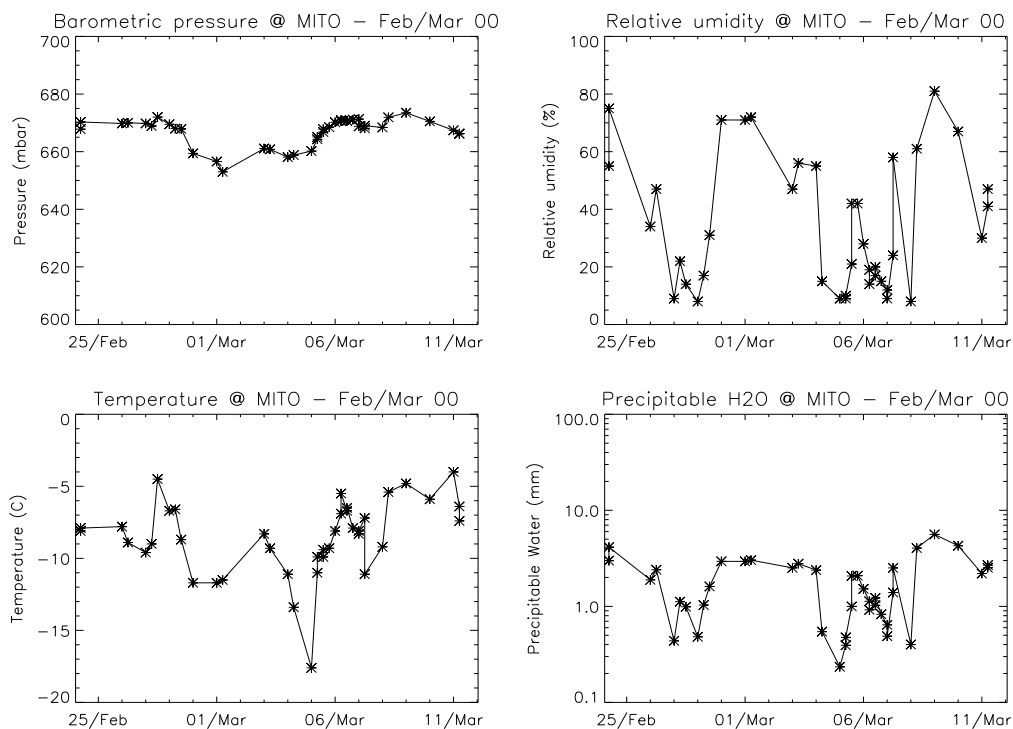 Barometric pressure @ MITO – Feb/Mar 00
700
680
660
640
620
600
Pressure (mbar)
25/Feb 01/Mar 06/Mar 11/Mar
Relative umidity @ MITO – Feb/Mar 00
100
80
60
40
20
0
Relative umidity (%)
25/Feb 01/Mar 06/Mar 11/Mar
Temperature @ MITO – Feb/Mar 00
-0
-5
-10
-15
-20
Temperature (C)
25/Feb 01/Mar 06/Mar 11/Mar
Precipitable H2O @ MITO – Feb/Mar 00
100.0
10.0
1.0
0.1
Precipitable Water (mm)
25/Feb 01/Mar 06/Mar 11/Mar